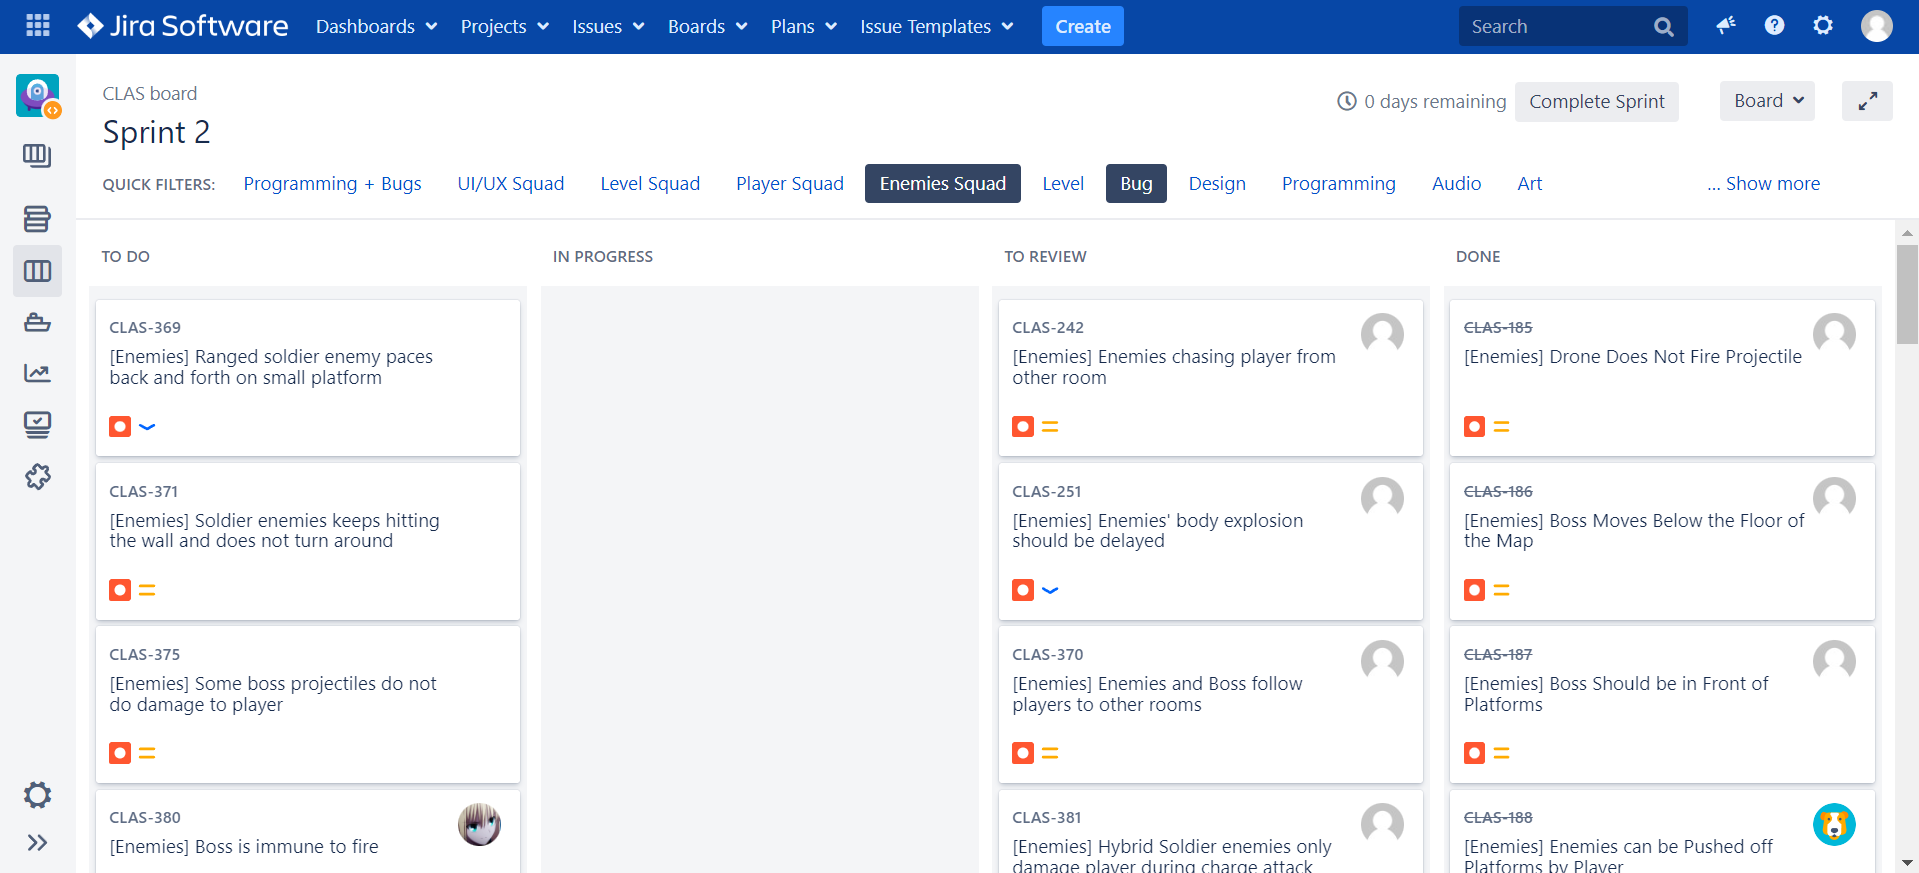 Jira Software Dashboards Projects Issues Boards Plans Issue Templates Create Search
CLAS board
Sprint 2
0 days remaining Complete Sprint Board
QUICK FILTERS: Programming + Bugs UI/UX Squad Level Squad Player Squad Enemies Squad Level Bug Design Programming Audio Art ... Show more
TO DO
CLAS-369
[Enemies] Ranged soldier enemy paces
back and forth on small platform
CLAS-371
[Enemies] Soldier enemies keeps hitting
the wall and does not turn around
CLAS-375
[Enemies] Some boss projectiles do not
do damage to player
CLAS-380
[Enemies] Boss is immune to fire
IN PROGRESS
TO REVIEW
CLAS-242
[Enemies] Enemies chasing player from
other room
CLAS-251
[Enemies] Enemies' body explosion
should be delayed
CLAS-370
[Enemies] Enemies and Boss follow
players to other rooms
CLAS-381
[Enemies] Hybrid Soldier enemies only
damage player during charge attack
DONE
CLAS-185
[Enemies] Drone Does Not Fire Projectile
CLAS-186
[Enemies] Boss Moves Below the Floor of
the Map
CLAS-187
[Enemies] Boss Should be in Front of
Platforms
CLAS-188
[Enemies] Enemies can be Pushed off
Platforms by Player